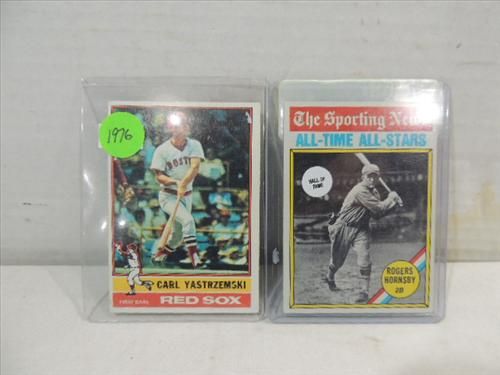 1976
BOSTON
CARL YASTRZEMSKI
FIRST BASE
RED SOX
The Sporting News
ALL-TIME ALL-STARS
HALL OF
FAME
ROGERS
HORNSBY
2B